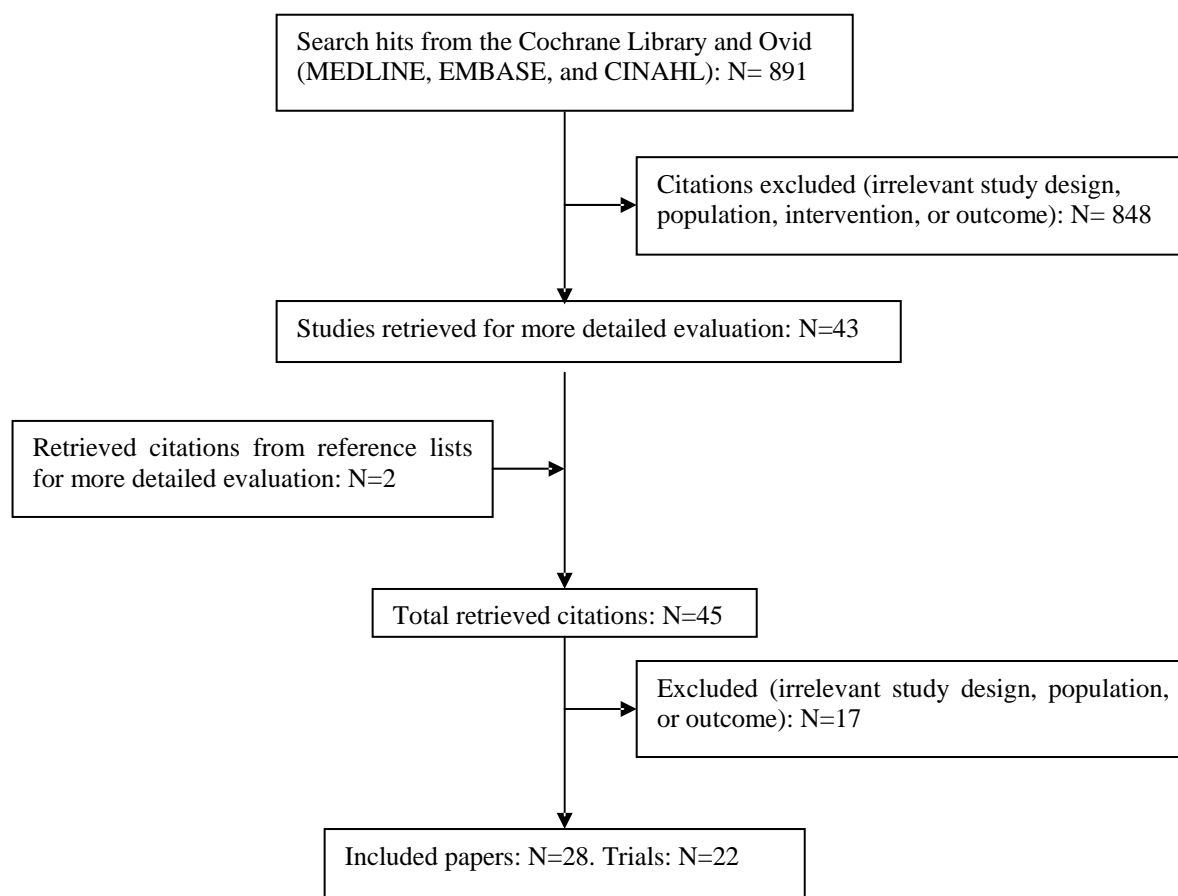 Search hits from the Cochrane Library and Ovid
(MEDLINE, EMBASE, and CINAHL): N= 891
Citations excluded (irrelevant study design,
population, intervention, or outcome): N= 848
Studies retrieved for more detailed evaluation: N=43
Retrieved citations from reference lists
for more detailed evaluation: N=2
Total retrieved citations: N=45
Excluded (irrelevant study design, population,
or outcome): N=17
Included papers: N=28. Trials: N=22